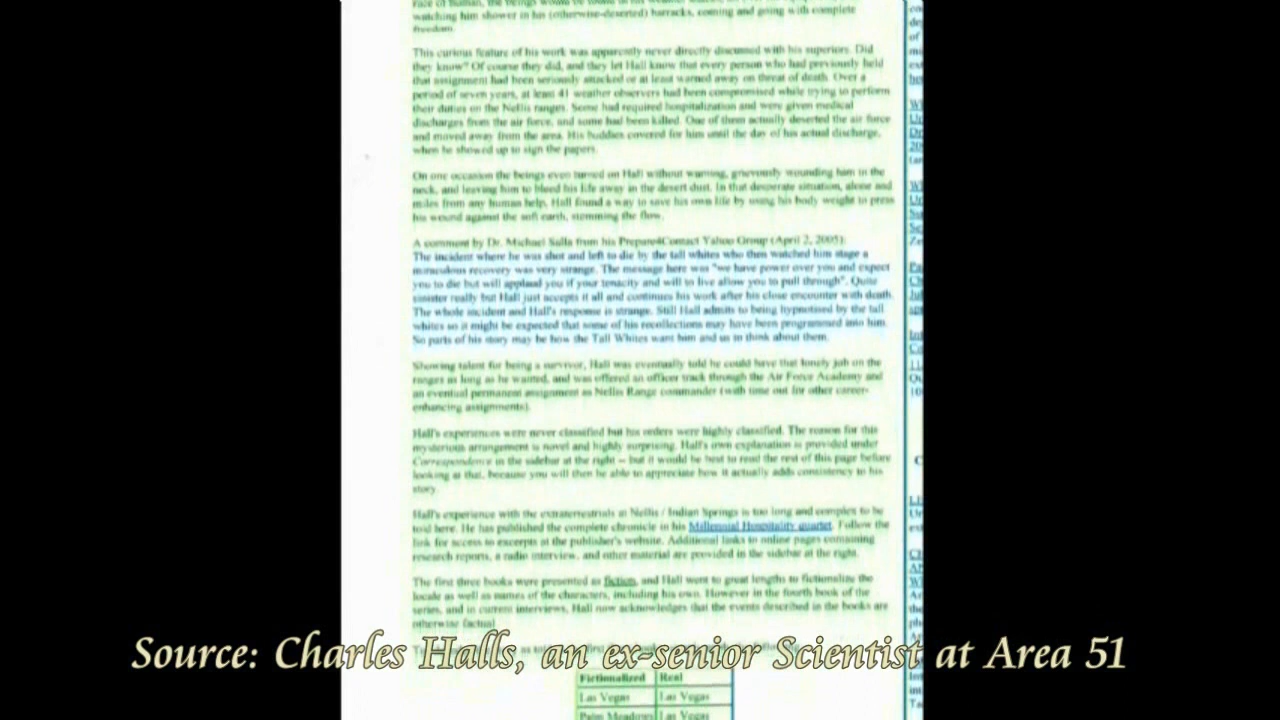 watching him shower in his (otherwise-deserted) barracks, coming and going with complete
freedom.
This curious feature of his work was apparently never directly discussed with his superiors. Did
they know? Of course they did, and they let Hall know that every person who had previously held
that assignment had been seriously attacked or at least warned away on threat of death. Over a
period of seven years, at least 41 weather observers had been compromised while trying to perform
their duties on the Nellis ranges. Some had required hospitalization and were given medical
discharges from the air force, and some had been killed. One of them actually deserted the air force
and moved away from the area. His buddies covered for him until the day of his actual discharge,
when he showed up to sign the papers.
On one occasion the beings even turned on Hall without warning, grievously wounding him in the
neck, and leaving him to bleed his life away in the desert dust. In that desperate situation, alone and
miles from any human help, Hall found a way to save his own life by using his body weight to press
his wound against the soft earth, stemming the flow.
A comment by Dr. Michael Salla from his Prepare4Contact Yahoo Group (April 2, 2005):
The incident where he was shot and left to die by the tall whites who then watched him stage a
miraculous recovery was very strange. The message here was "we have power over you and expect
you to die but will applaud you if your tenacity and will to live allow you to pull through". Quite
sinister really but Hall just accepts it all and continues his work after his close encounter with death.
The whole incident and Hall's response is strange. Still Hall admits to being hypnotised by the tall
whites so it might be expected that some of his recollections may have been programmed into him.
So parts of his story may be how the Tall Whites want him and us to think about them.
Showing talent for being a survivor, Hall was eventually told he could have that lonely job on the
ranges as long as he wanted, and was offered an officer track through the Air Force Academy and
an eventual permanent assignment as Nellis Range commander (with time out for other career-
enhancing assignments).
Hall's experiences were never classified but his orders were highly classified. The reason for this
mysterious arrangement is novel and highly surprising. Hall's own explanation is provided under
Correspondence in the sidebar at the right – but it would be best to read the rest of this page before
looking at that, because you will then be able to appreciate how it actually adds consistency to his
story.
Hall's experience with the extraterrestrials at Nellis / Indian Springs is too long and complex to be
told here. He has published the complete chronicle in his Millennial Hospitality quartet. Follow the
link for access to excerpts at the publisher's website. Additional links to online pages containing
research reports, a radio interview, and other material are provided in the sidebar at the right.
The first three books were presented as fiction, and Hall went to great lengths to fictionalize the
locale as well as names of the characters, including his own. However in the fourth book of the
series, and in current interviews, Hall now acknowledges that the events described in the books are
otherwise factual.
Source: Charles Halls, an ex-senior Scientist at Area 51
Fictionalized Real
Las Vegas Las Vegas
Palm Meadows Las Vegas